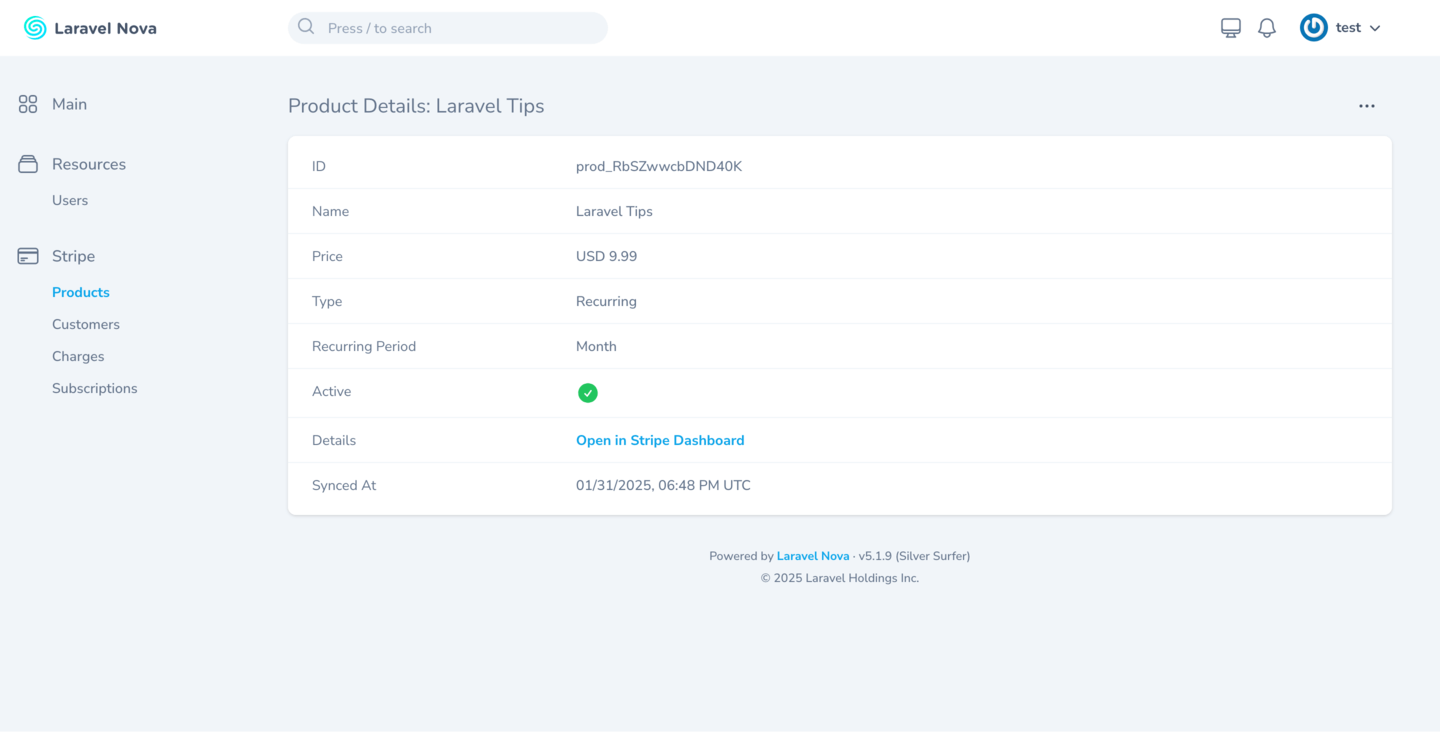 Laravel Nova
Press / to search
test
Main
Resources
Users
Stripe
Products
Customers
Charges
Subscriptions
Product Details: Laravel Tips
ID prod_RbSZwwcbDND40K
Name Laravel Tips
Price USD 9.99
Type Recurring
Recurring Period Month
Active
Details Open in Stripe Dashboard
Synced At 01/31/2025, 06:48 PM UTC
Powered by Laravel Nova · v5.1.9 (Silver Surfer)
© 2025 Laravel Holdings Inc.